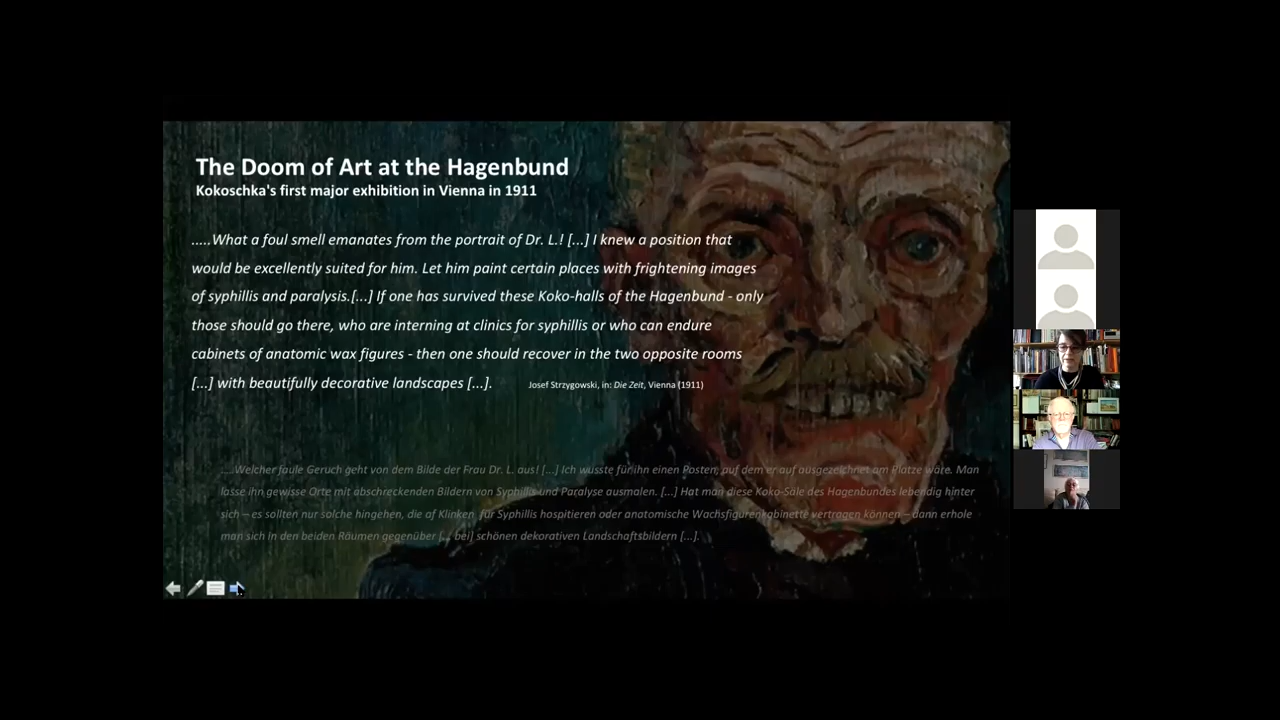 The Doom of Art at the Hagenbund
Kokoschka's first major exhibition in Vienna in 1911
.....What a foul smell emanates from the portrait of Dr. L.! [...] I knew a position that
would be excellently suited for him. Let him paint certain places with frightening images
of syphillis and paralysis.[...] If one has survived these Koko-halls of the Hagenbund - only
those should go there, who are interning at clinics for syphillis or who can endure
cabinets of anatomic wax figures - then one should recover in the two opposite rooms
[...] with beautifully decorative landscapes [...].
Josef Strzygowski, in: Die Zeit, Vienna (1911)
....Welcher faule Geruch geht von dem Bilde der Frau Dr. L. aus! [...] Ich wusste für ihn einen Posten, auf dem er auf ausgezeichnet am Platze wäre. Man
lasse ihn gewisse Orte mit abschreckenden Bildern von Syphilis und Paralyse ausmalen. [...] Hat man diese Koko-Säle des Hagenbundes lebendig hinter
sich – es sollten nur solche hingehen, die af Klinken für Syphillis hospitieren oder anatomische Wachsfigurenkabinette vertragen können – dann erhole
man sich in den beiden Räumen gegenüber [... bei] schönen dekorativen Landschaftsbildern [...].